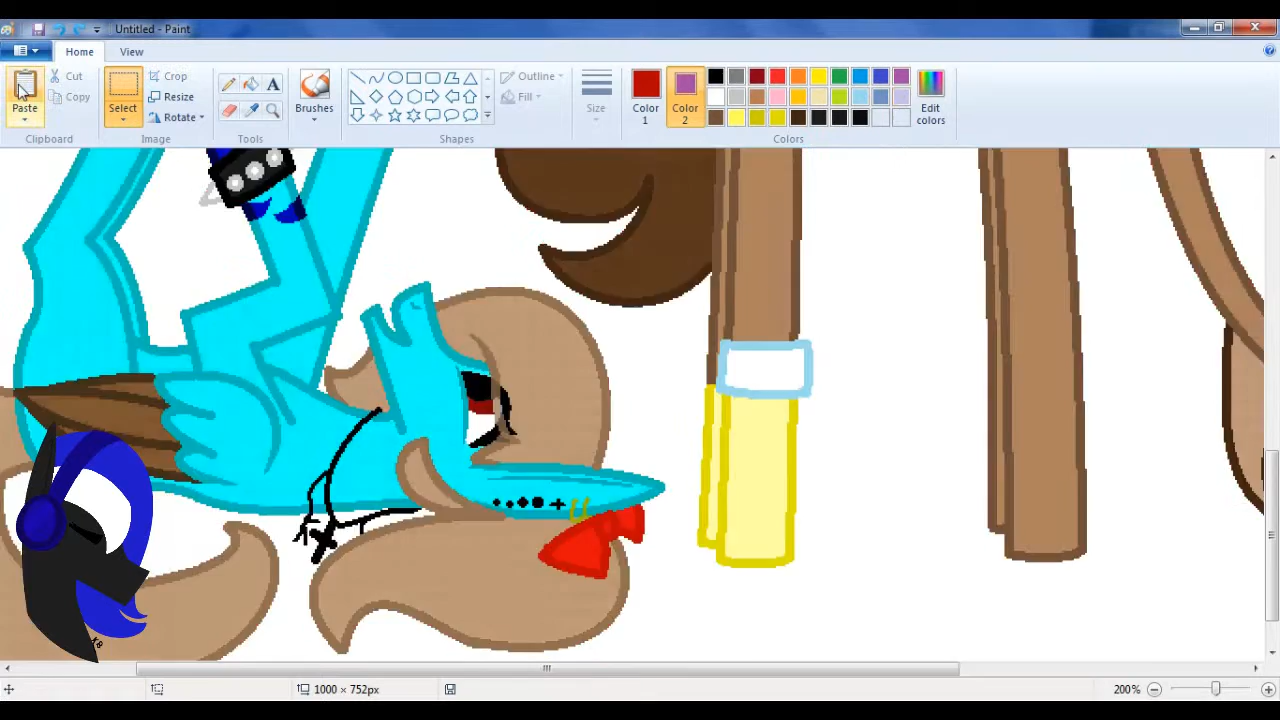 Untitled - Paint
Home
View
Paste
Cut
Copy
Clipboard
Select
Crop
Resize
Rotate
Image
Tools
Brushes
Shapes
Outline
Fill
Size
Color 1
Color 2
Edit colors
Colors
1000 × 752px
200%